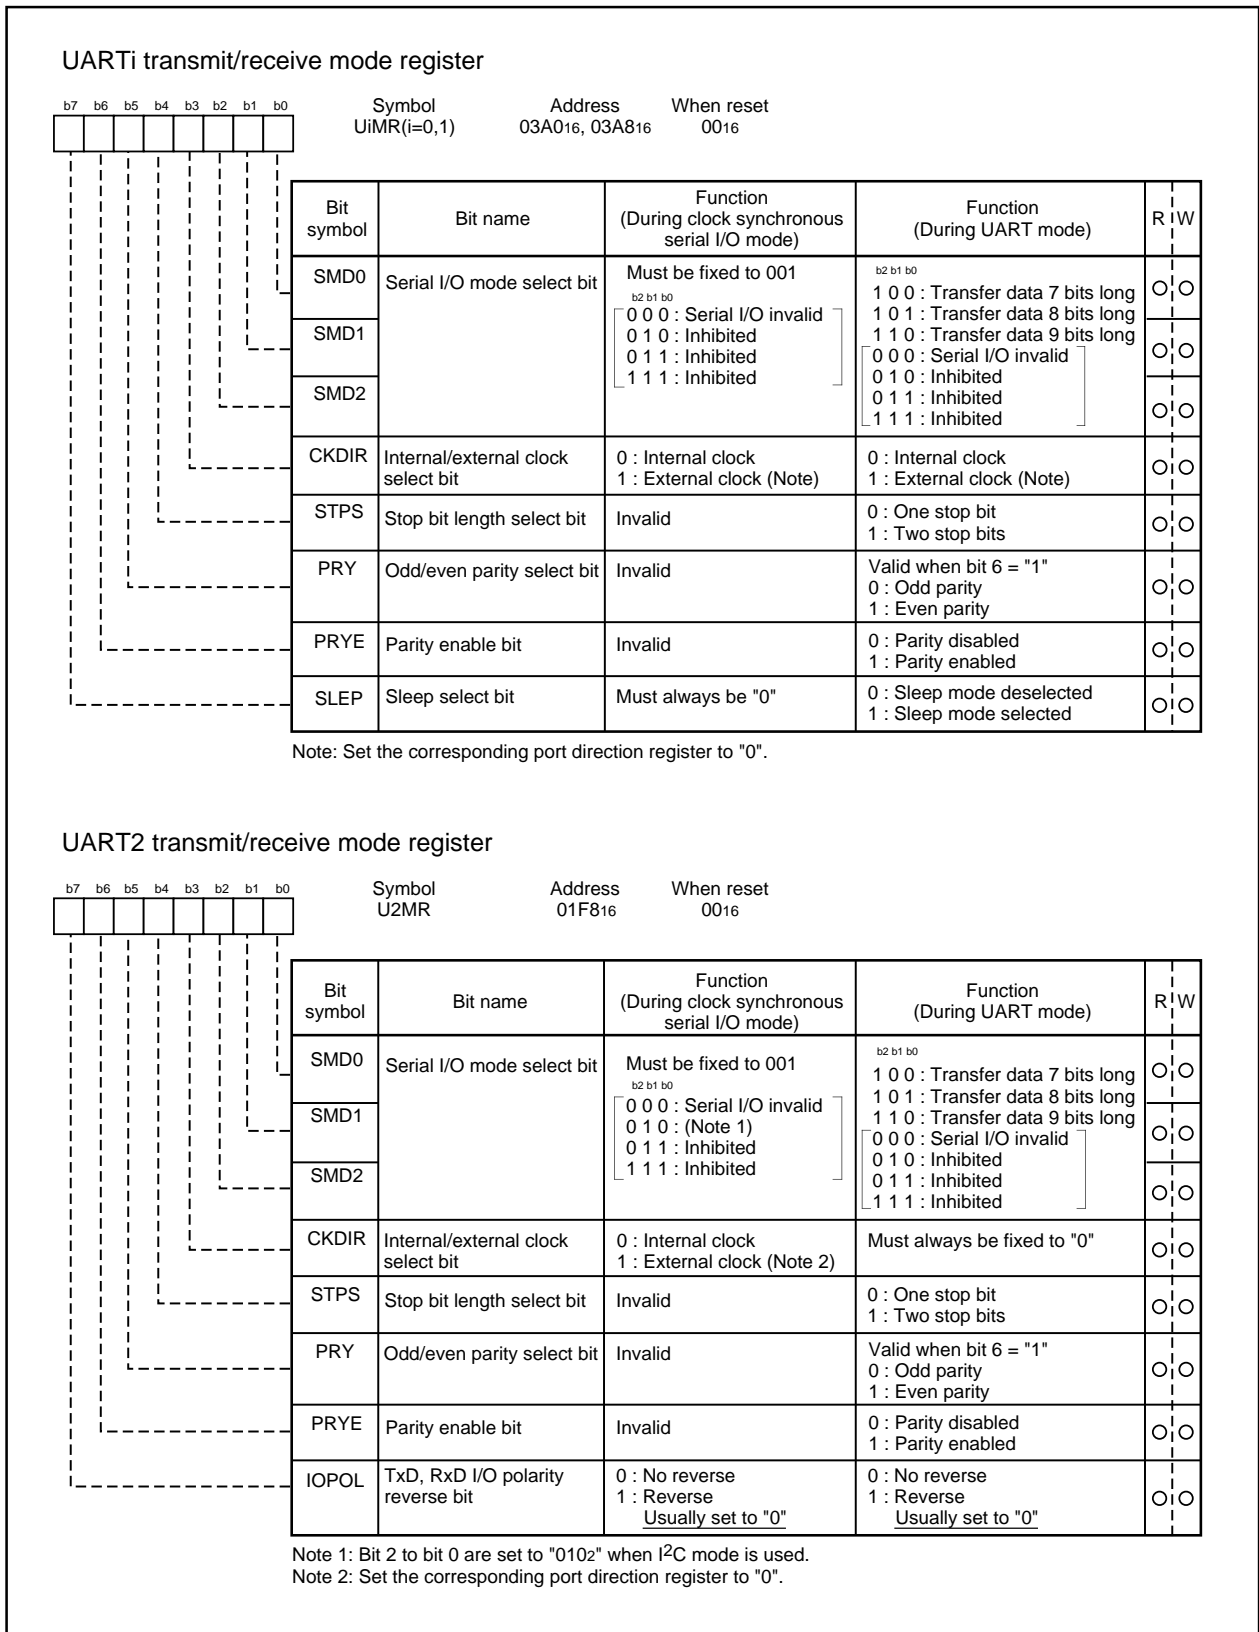 UARTi transmit/receive mode register
b7 b6 b5 b4 b3 b2 b1 b0
Symbol Address When reset
UiMR(i=0,1) 03A016, 03A816 0016
Bit symbol Bit name Function (During clock synchronous serial I/O mode) Function (During UART mode) R W
SMD0 Serial I/O mode select bit
SMD1
SMD2
Must be fixed to 001
b2 b1 b0
0 0 0 : Serial I/O invalid
0 1 0 : Inhibited
0 1 1 : Inhibited
1 1 1 : Inhibited
b2 b1 b0
1 0 0 : Transfer data 7 bits long
1 0 1 : Transfer data 8 bits long
1 1 0 : Transfer data 9 bits long
0 0 0 : Serial I/O invalid
0 1 0 : Inhibited
0 1 1 : Inhibited
1 1 1 : Inhibited
CKDIR Internal/external clock select bit
0 : Internal clock
1 : External clock (Note)
0 : Internal clock
1 : External clock (Note)
STPS Stop bit length select bit Invalid
0 : One stop bit
1 : Two stop bits
PRY Odd/even parity select bit Invalid
Valid when bit 6 = "1"
0 : Odd parity
1 : Even parity
PRYE Parity enable bit Invalid
0 : Parity disabled
1 : Parity enabled
SLEP Sleep select bit Must always be "0"
0 : Sleep mode deselected
1 : Sleep mode selected
Note: Set the corresponding port direction register to "0".
UART2 transmit/receive mode register
b7 b6 b5 b4 b3 b2 b1 b0
Symbol Address When reset
U2MR 01F816 0016
Bit symbol Bit name Function (During clock synchronous serial I/O mode) Function (During UART mode) R W
SMD0 Serial I/O mode select bit
SMD1
SMD2
Must be fixed to 001
b2 b1 b0
0 0 0 : Serial I/O invalid
0 1 0 : (Note 1)
0 1 1 : Inhibited
1 1 1 : Inhibited
b2 b1 b0
1 0 0 : Transfer data 7 bits long
1 0 1 : Transfer data 8 bits long
1 1 0 : Transfer data 9 bits long
0 0 0 : Serial I/O invalid
0 1 0 : Inhibited
0 1 1 : Inhibited
1 1 1 : Inhibited
CKDIR Internal/external clock select bit
0 : Internal clock
1 : External clock (Note 2)
Must always be fixed to "0"
STPS Stop bit length select bit Invalid
0 : One stop bit
1 : Two stop bits
PRY Odd/even parity select bit Invalid
Valid when bit 6 = "1"
0 : Odd parity
1 : Even parity
PRYE Parity enable bit Invalid
0 : Parity disabled
1 : Parity enabled
IOPOL TxD, RxD I/O polarity reverse bit
0 : No reverse
1 : Reverse
Usually set to "0"
0 : No reverse
1 : Reverse
Usually set to "0"
Note 1: Bit 2 to bit 0 are set to "0102" when I2C mode is used.
Note 2: Set the corresponding port direction register to "0".